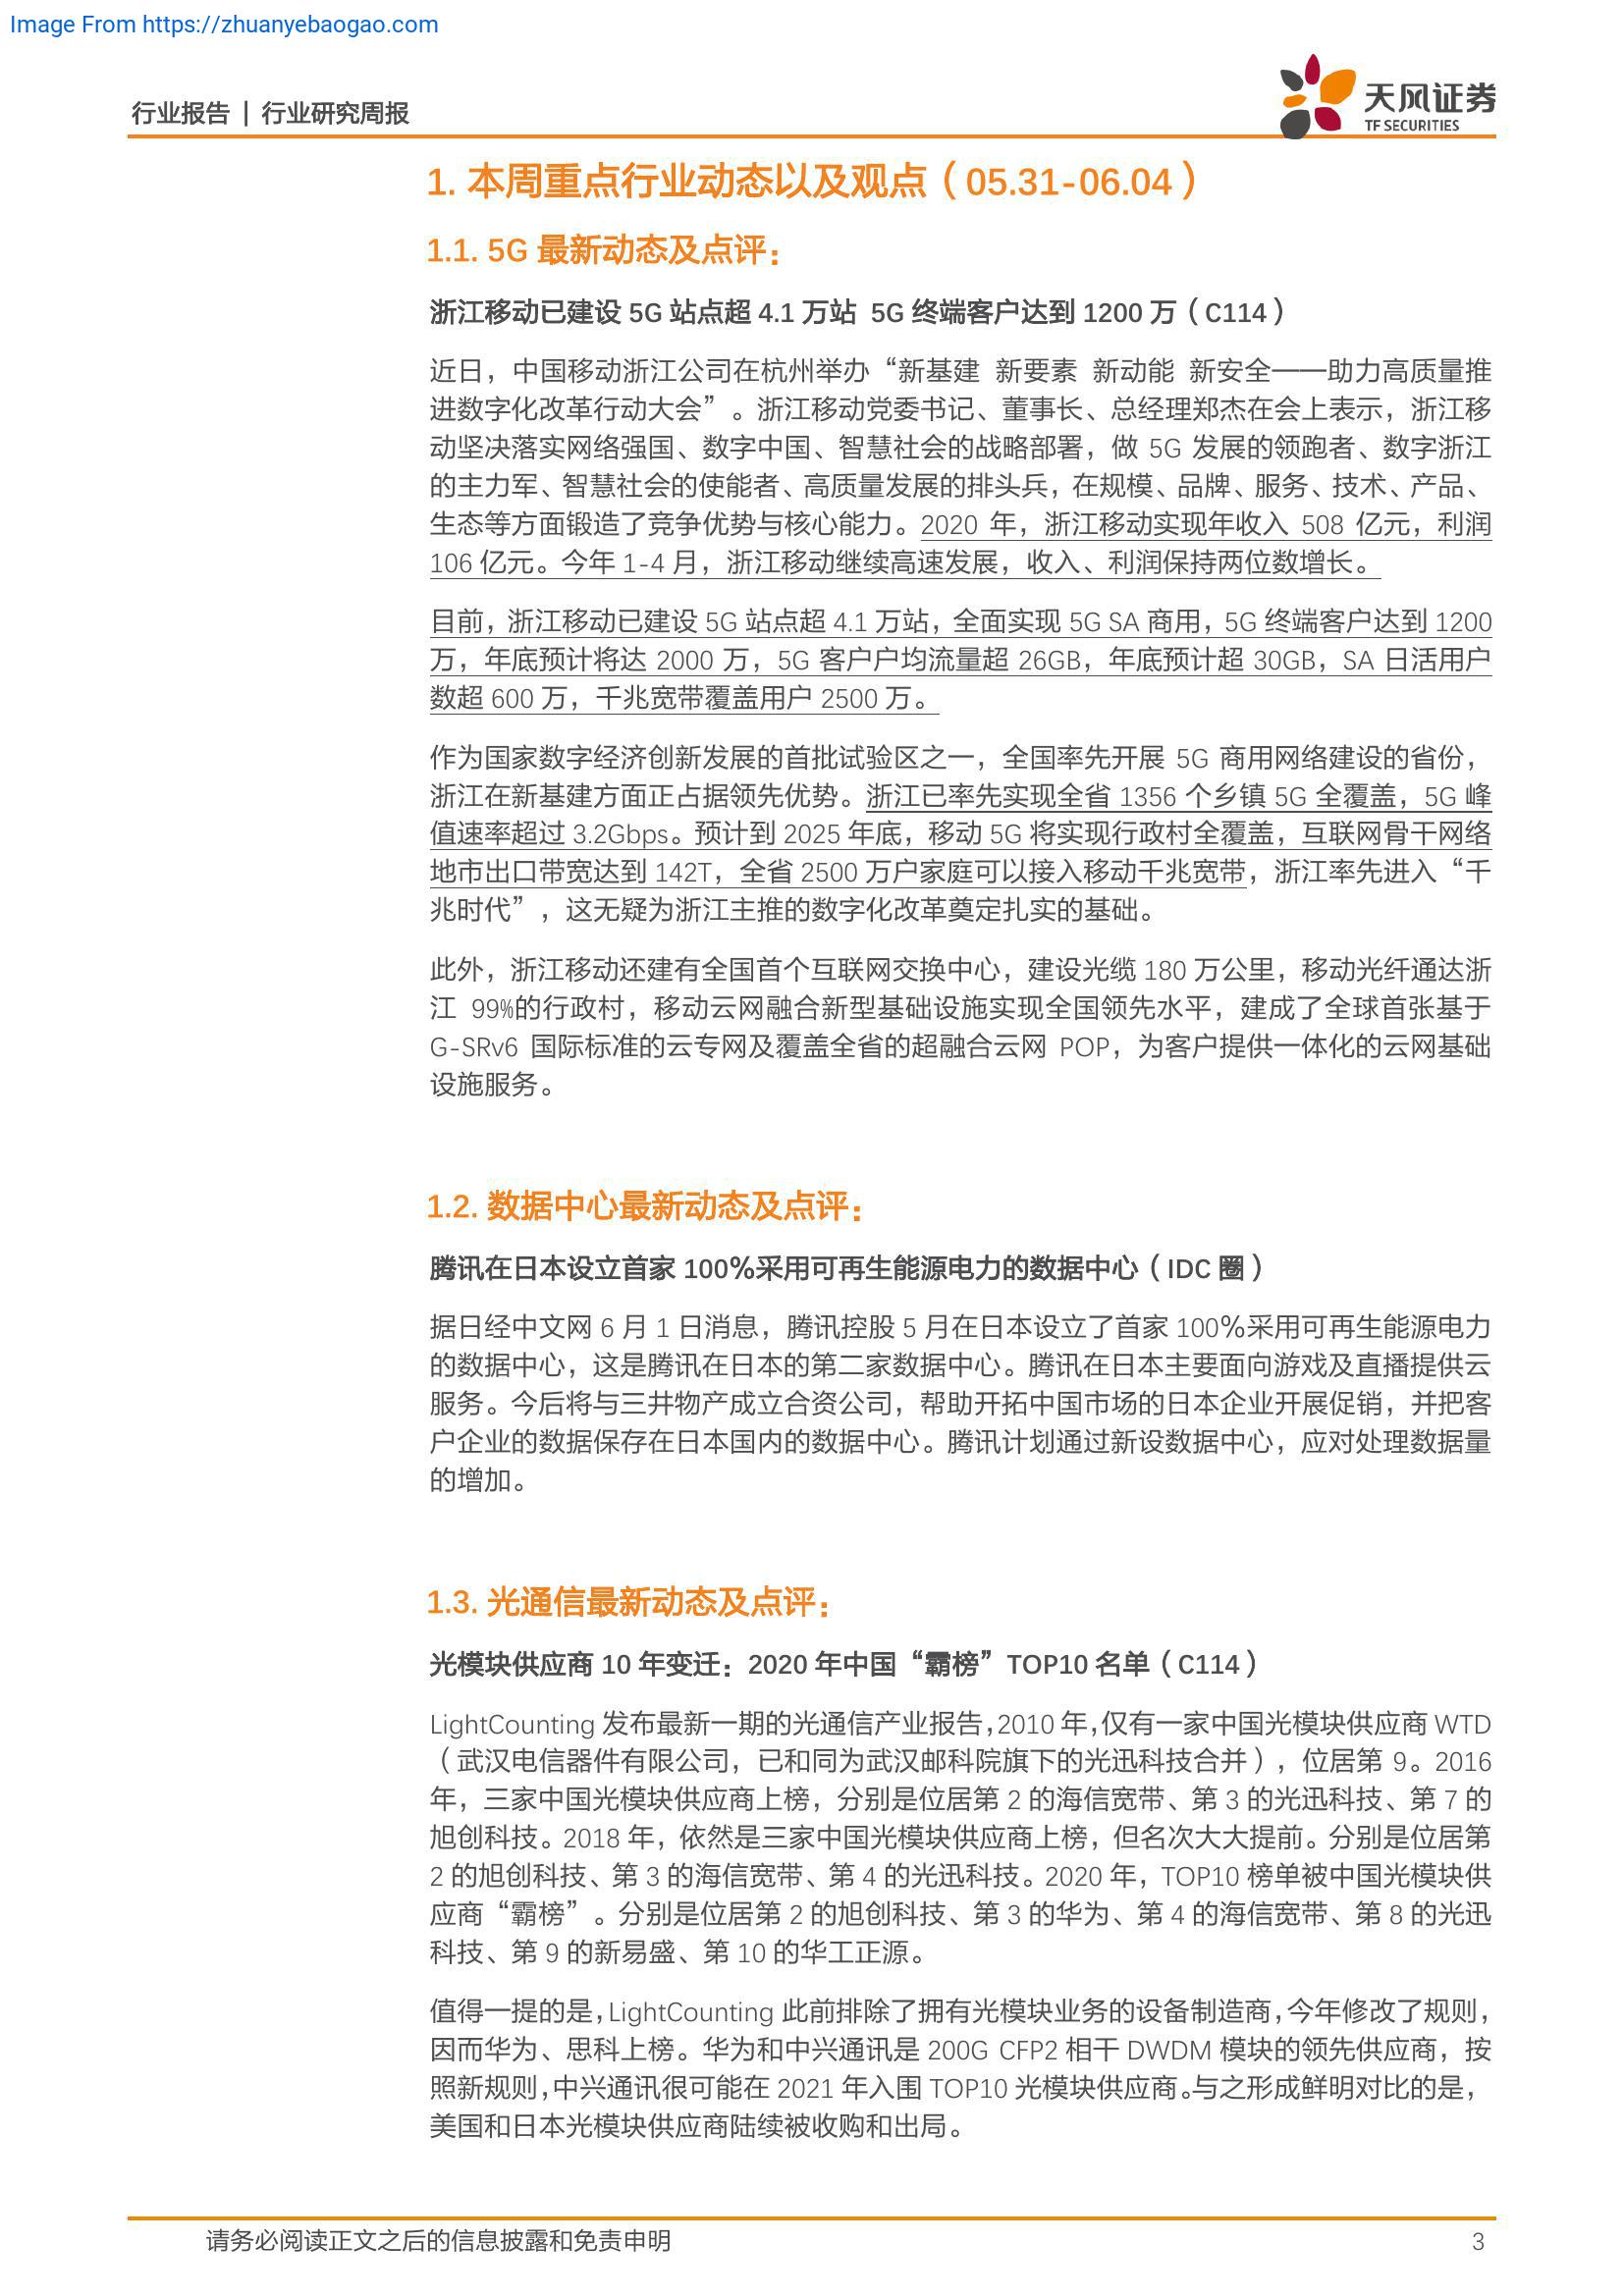 Image From https://zhuanyebaogao.com
行业报告 | 行业研究周报
天风证券
TF SECURITIES
1. 本周重点行业动态以及观点（05.31-06.04）
1.1. 5G 最新动态及点评：
浙江移动已建设 5G 站点超 4.1 万站 5G 终端客户达到 1200 万（C114）
近日，中国移动浙江公司在杭州举办“新基建 新要素 新动能 新安全——助力高质量推
进数字化改革行动大会”。浙江移动党委书记、董事长、总经理郑杰在会上表示，浙江移
动坚决落实网络强国、数字中国、智慧社会的战略部署，做 5G 发展的领跑者、数字浙江
的主力军、智慧社会的使能者、高质量发展的排头兵，在规模、品牌、服务、技术、产品、
生态等方面锻造了竞争优势与核心能力。2020 年，浙江移动实现年收入 508 亿元，利润
106 亿元。今年 1-4 月，浙江移动继续高速发展，收入、利润保持两位数增长。
目前，浙江移动已建设 5G 站点超 4.1 万站，全面实现 5G SA 商用，5G 终端客户达到 1200
万，年底预计将达 2000 万，5G 客户户均流量超 26GB，年底预计超 30GB，SA 日活用户
数超 600 万，千兆宽带覆盖用户 2500 万。
作为国家数字经济创新发展的首批试验区之一，全国率先开展 5G 商用网络建设的省份，
浙江在新基建方面正占据领先优势。浙江已率先实现全省 1356 个乡镇 5G 全覆盖，5G 峰
值速率超过 3.2Gbps。预计到 2025 年底，移动 5G 将实现行政村全覆盖，互联网骨干网络
地市出口带宽达到 142T，全省 2500 万户家庭可以接入移动千兆宽带，浙江率先进入“千
兆时代”，这无疑为浙江主推的数字化改革奠定扎实的基础。
此外，浙江移动还建有全国首个互联网交换中心，建设光缆 180 万公里，移动光纤通达浙
江 99%的行政村，移动云网融合新型基础设施实现全国领先水平，建成了全球首张基于
G-SRv6 国际标准的云专网及覆盖全省的超融合云网 POP，为客户提供一体化的云网基础
设施服务。
1.2. 数据中心最新动态及点评：
腾讯在日本设立首家 100%采用可再生能源电力的数据中心（IDC 圈）
据日经中文网 6 月 1 日消息，腾讯控股 5 月在日本设立了首家 100%采用可再生能源电力
的数据中心，这是腾讯在日本的第二家数据中心。腾讯在日本主要面向游戏及直播提供云
服务。今后将与三井物产成立合资公司，帮助开拓中国市场的日本企业开展促销，并把客
户企业的数据保存在日本国内的数据中心。腾讯计划通过新设数据中心，应对处理数据量
的增加。
1.3. 光通信最新动态及点评：
光模块供应商 10 年变迁：2020 年中国“霸榜”TOP10 名单（C114）
LightCounting 发布最新一期的光通信产业报告，2010 年，仅有一家中国光模块供应商 WTD
（武汉电信器件有限公司，已和同为武汉邮科院旗下的光迅科技合并），位居第 9。2016
年，三家中国光模块供应商上榜，分别是位居第 2 的海信宽带、第 3 的光迅科技、第 7 的
旭创科技。2018 年，依然是三家中国光模块供应商上榜，但名次大大提前。分别是位居第
2 的旭创科技、第 3 的海信宽带、第 4 的光迅科技。2020 年，TOP10 榜单被中国光模块供
应商“霸榜”。分别是位居第 2 的旭创科技、第 3 的华为、第 4 的海信宽带、第 8 的光迅
科技、第 9 的新易盛、第 10 的华工正源。
值得一提的是，LightCounting 此前排除了拥有光模块业务的设备制造商，今年修改了规则，
因而华为、思科上榜。华为和中兴通讯是 200G CFP2 相干 DWDM 模块的领先供应商，按
照新规则，中兴通讯很可能在 2021 年入围 TOP10 光模块供应商。与之形成鲜明对比的是，
美国和日本光模块供应商陆续被收购和出局。
请务必阅读正文之后的信息披露和免责申明
3